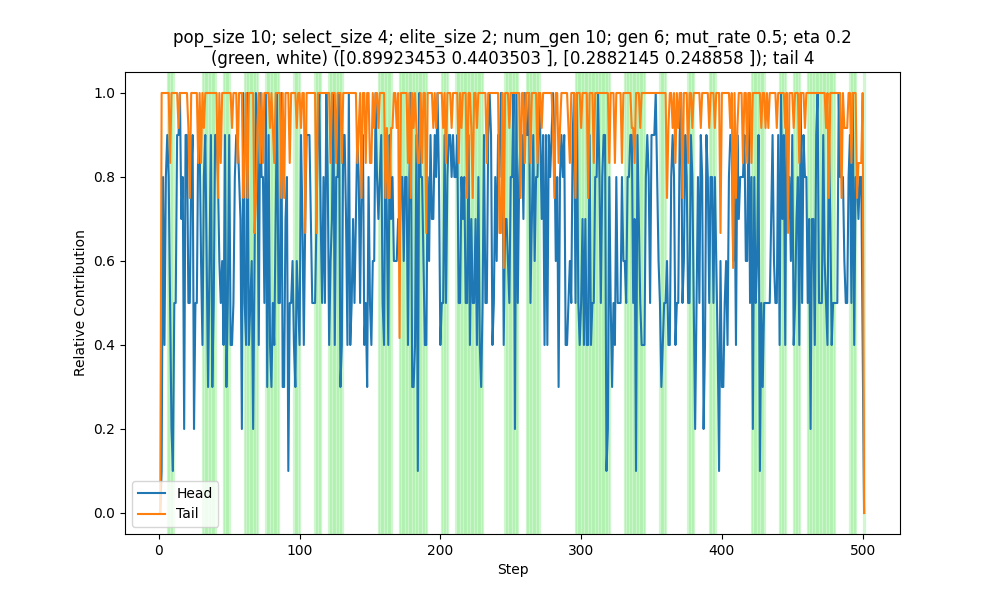 pop_size 10; select_size 4; elite_size 2; num_gen 10; gen 6; mut_rate 0.5; eta 0.2
(green, white) ([0.89923453 0.4403503 ], [0.2882145 0.248858 ]); tail 4
1.0
0.8
0.6
0.4
0.2
0.0
Relative Contribution
Head
Tail
0
100
200
300
400
500
Step